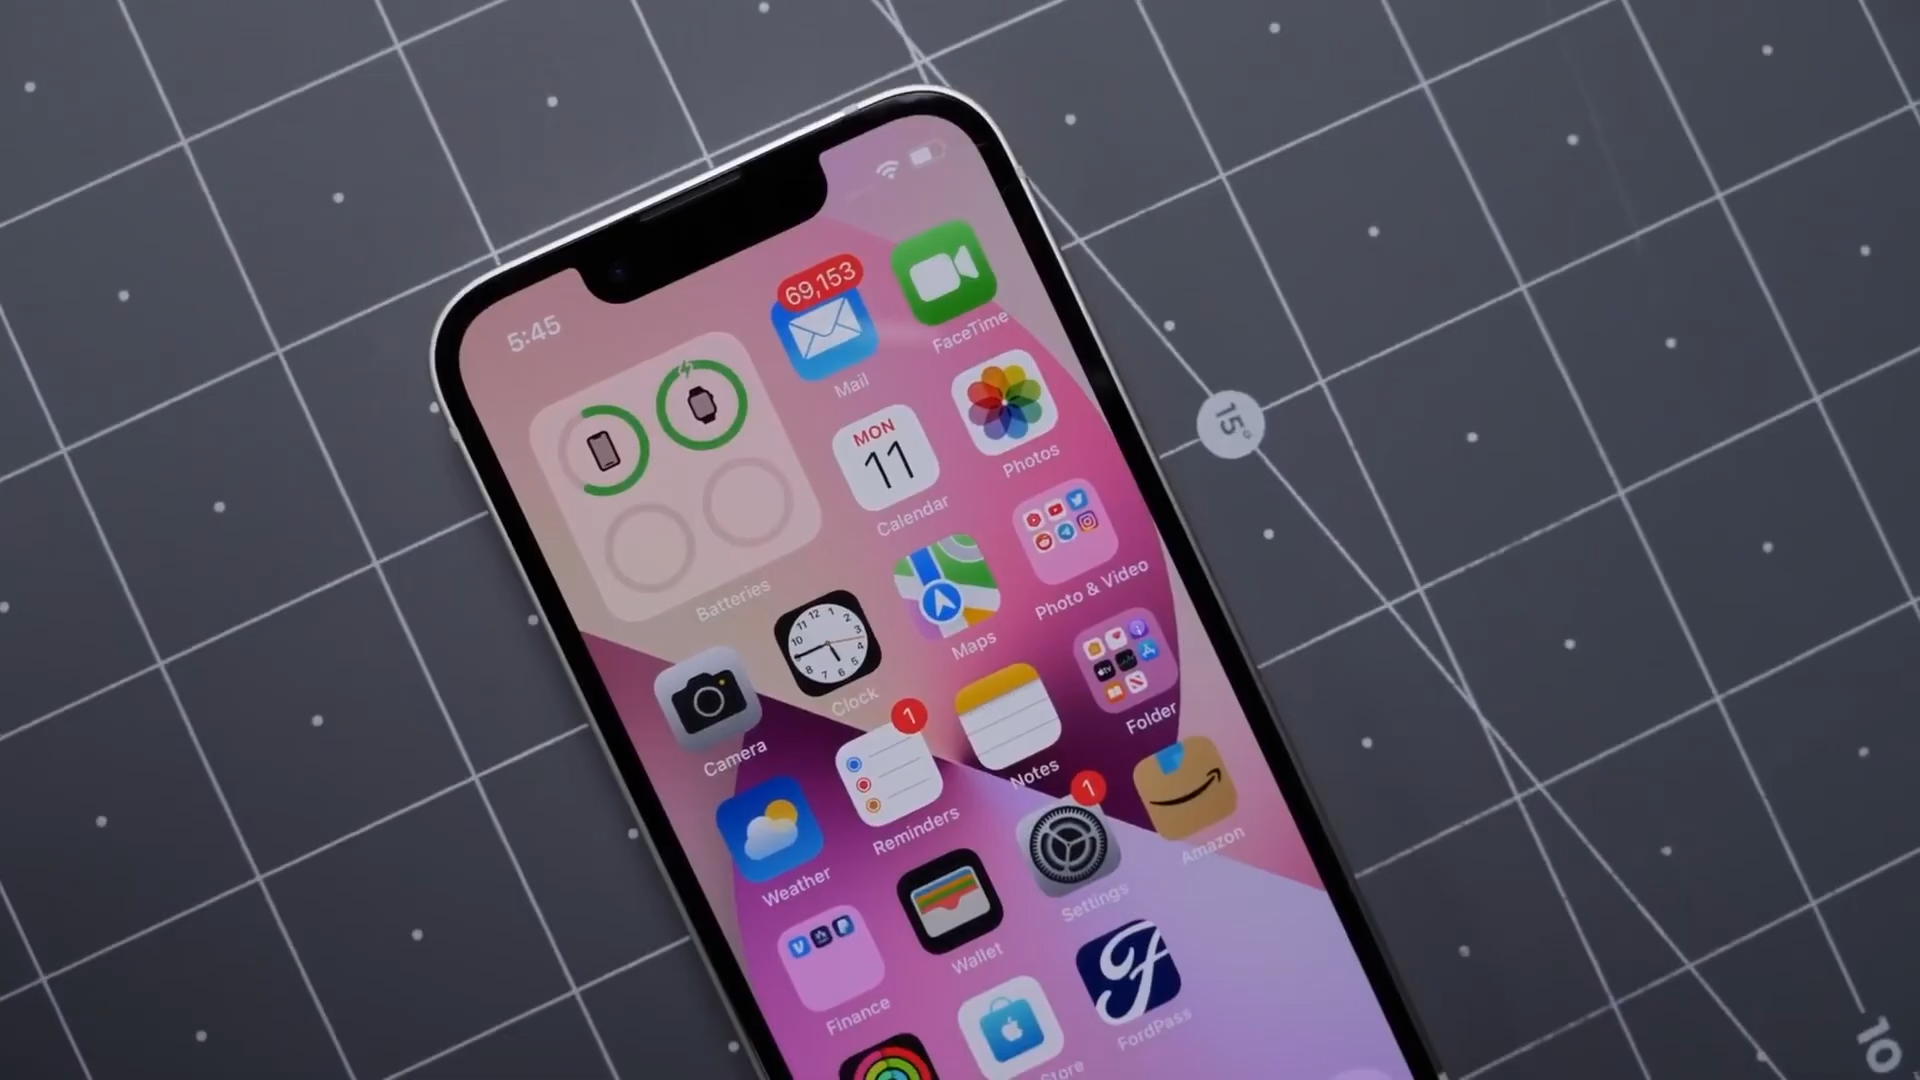 5:45
69,153
Mail
FaceTime
MON
11
Calendar
Photos
Batteries
Clock
Maps
Photo & Video
Camera
1
Reminders
Notes
Folder
Weather
Wallet
1
Settings
Amazon
Finance
Store
FordPass
15°
10